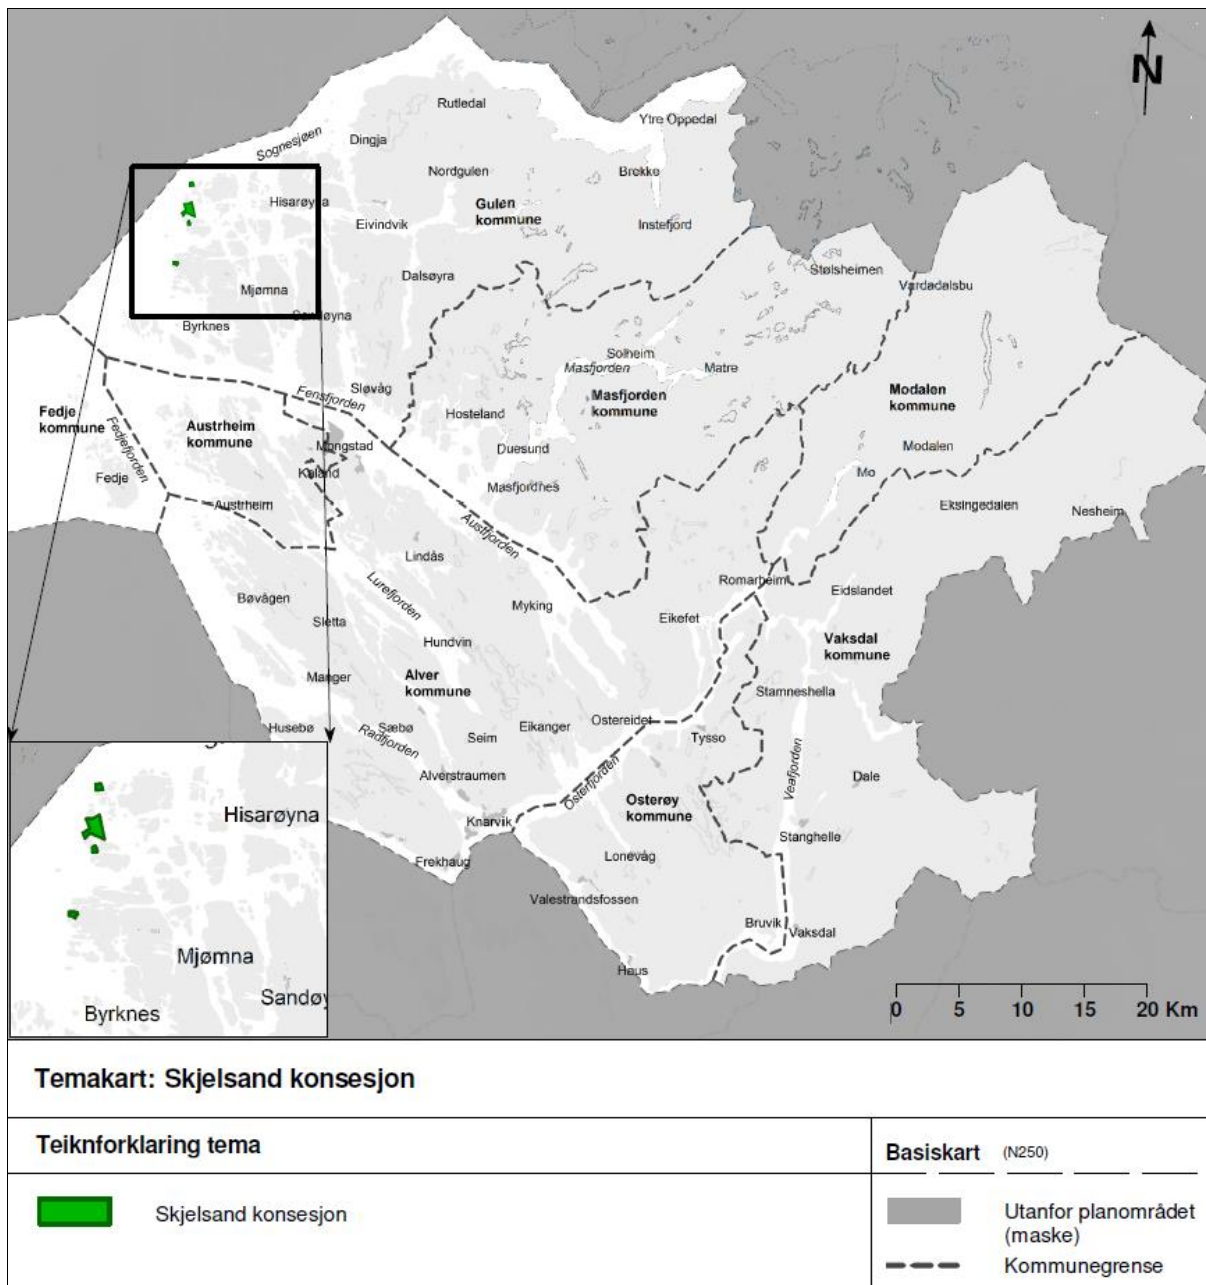 N
Rutledal
Ytre Oppedal
Dingja
Sognesjøen
Nordgulen
Brekke
Hisarøyna
Gulen
kommune
Eivindvik
Instefjord
Dalsøyra
Stølsheimen
Vardadalsbu
Mjømna
Sandøyna
Byrknes
Solheim
Masfjorden
Matre
Sløvåg
Fensfjorden
Masfjorden
kommune
Modalen
kommune
Fedje
kommune
Austrheim
kommune
Hosteland
Fedjefjorden
Mongstad
Duesund
Modalen
Kaland
Mo
Fedje
Masfjordnes
Austrheim
Eksingedalen
Nesheim
Austfjorden
Lindås
Romarheim
Lurefjorden
Eidslandet
Bøvågen
Myking
Sletta
Eikefet
Hundvin
Vaksdal
kommune
Manger
Alver
kommune
Stamneshella
Husebø
Sæbø
Radfjorden
Seim
Eikanger
Ostereidet
Tysso
Alverstraumen
Osterfjorden
Veafjorden
Dale
Osterøy
kommune
Knarvik
Stanghelle
Frekhaug
Lonevåg
Valestrandsfossen
Bruvik
Vaksdal
Haus
Hisarøyna
Mjømna
Sandøy
Byrknes
0 5 10 15 20 Km
Temakart: Skjelsand konsesjon
Teiknforklaring tema
Skjelsand konsesjon
Basiskart (N250)
Utanfor planområdet
(maske)
Kommunegrense